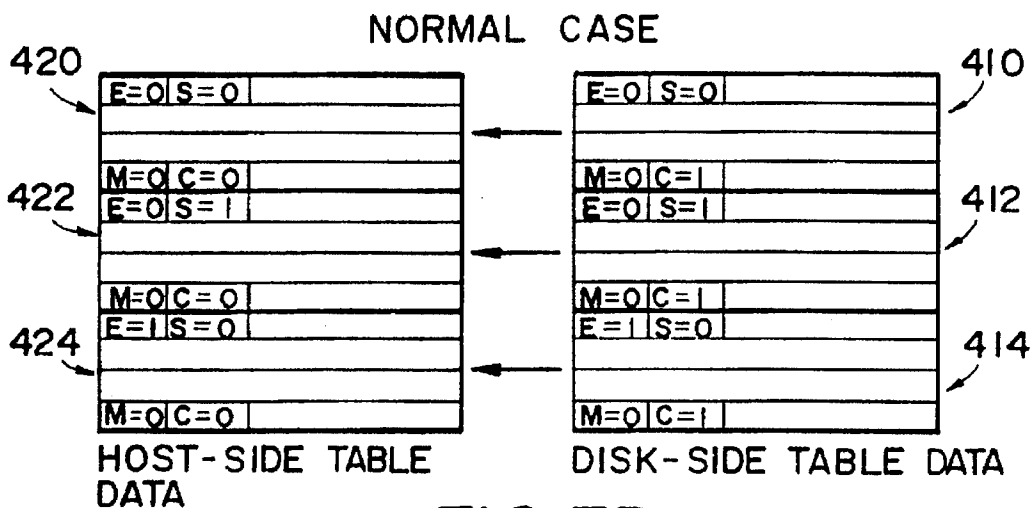 NORMAL CASE
420 410
E=0 S=0 E=0 S=0
M=0 C=0 M=0 C=1
422 E=0 S=1 E=0 S=1 412
M=0 C=0 M=0 C=1
424 E=1 S=0 E=1 S=0 414
M=0 C=0 M=0 C=1
HOST-SIDE TABLE DISK-SIDE TABLE DATA
DATA